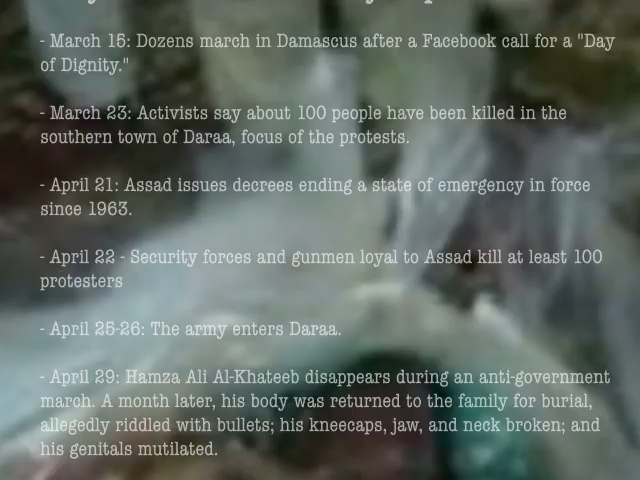 - March 15: Dozens march in Damascus after a Facebook call for a "Day
of Dignity."
- March 23: Activists say about 100 people have been killed in the
southern town of Daraa, focus of the protests.
- April 21: Assad issues decrees ending a state of emergency in force
since 1963.
- April 22 - Security forces and gunmen loyal to Assad kill at least 100
protesters
- April 25-26: The army enters Daraa.
- April 29: Hamza Ali Al-Khateeb disappears during an anti-government
march. A month later, his body was returned to the family for burial,
allegedly riddled with bullets; his kneecaps, jaw, and neck broken; and
his genitals mutilated.